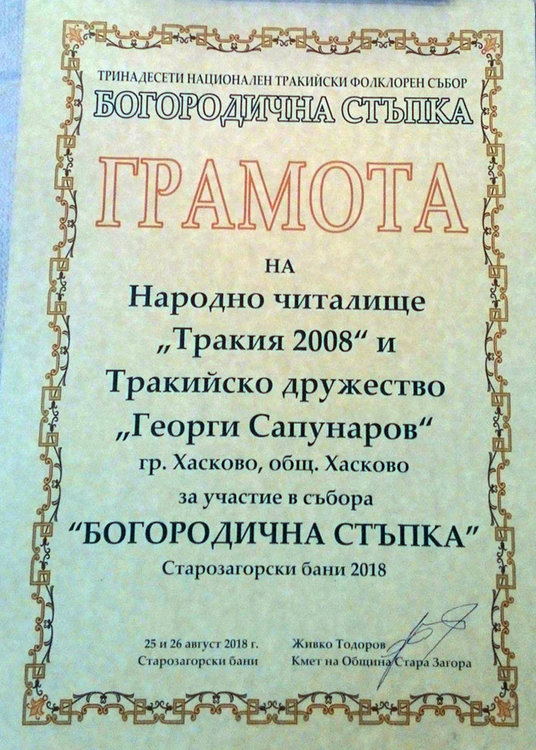 ТРИНАДЕСЕТИ НАЦИОНАЛЕН ТРАКИЙСКИ ФОЛКЛОРЕН СЪБОР
БОГОРОДИЧНА СТЪПКА
ГРАМОТА
НА
Народно читалище
„Тракия 2008“ и
Тракийско дружество
„Георги Сапунаров“
гр. Хасково, общ. Хасково
за участие в събора
“БОГОРОДИЧНА СТЪПКА”
Старозагорски бани 2018
25 и 26 август 2018 г.
Старозагорски бани
Живко Тодоров
Кмет на Община Стара Загора